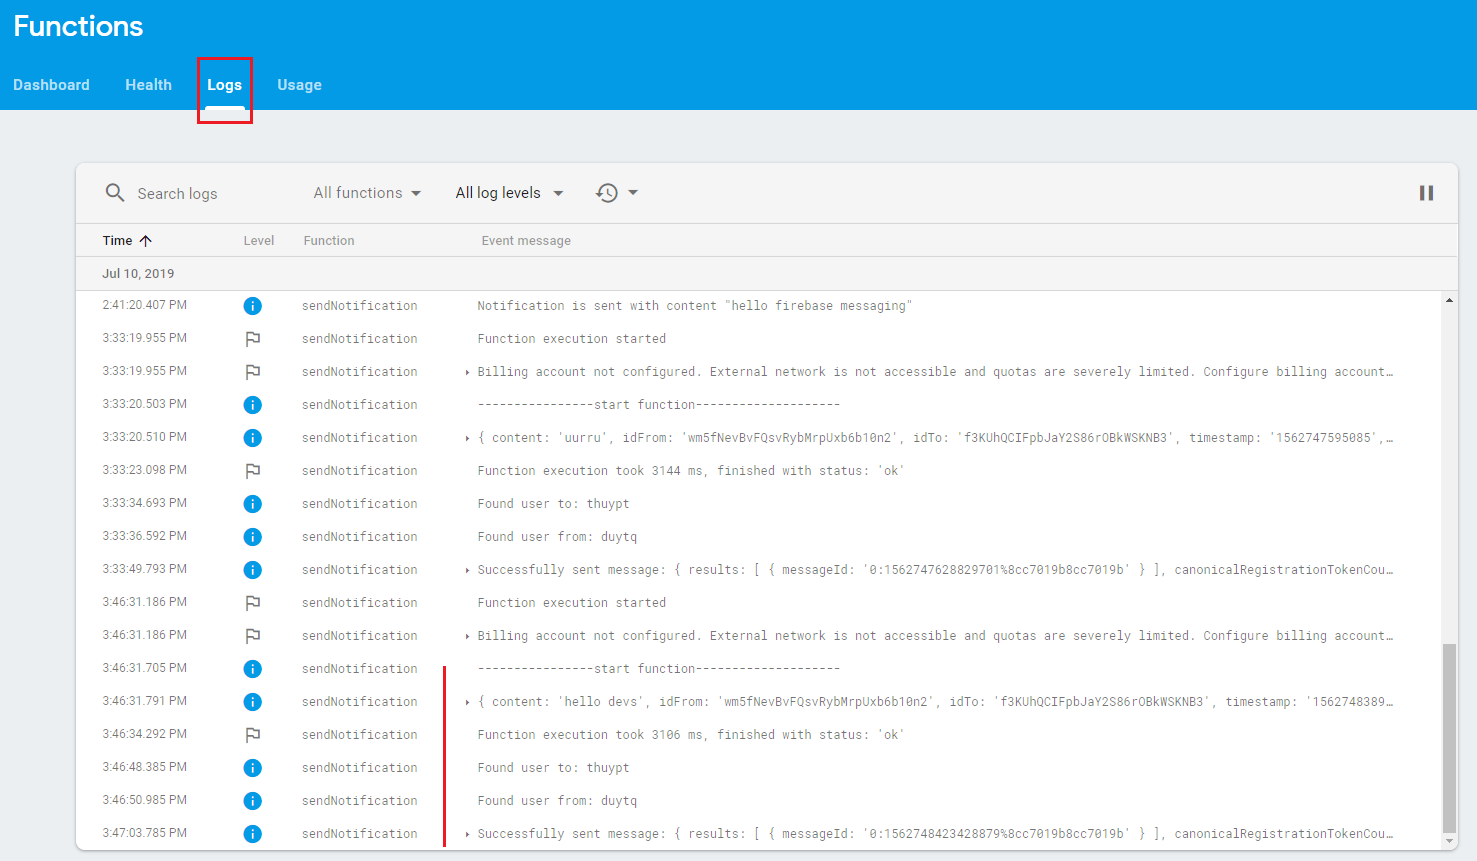 Functions
Dashboard Health Logs Usage
Search logs All functions All log levels
Time Level Function Event message
Jul 10, 2019
2:41:20.407 PM sendNotification Notification is sent with content "hello firebase messaging"
3:33:19.955 PM sendNotification Function execution started
3:33:19.955 PM sendNotification Billing account not configured. External network is not accessible and quotas are severely limited. Configure billing account…
3:33:20.503 PM sendNotification ----------------start function--------------------
3:33:20.510 PM sendNotification { content: 'uurru', idFrom: 'wm5fNevBvFQsvRybMrpUxb6b10n2', idTo: 'f3KUhQCIFpbJaY2S86rOBkWSKNB3', timestamp: '1562747595085',…
3:33:23.098 PM sendNotification Function execution took 3144 ms, finished with status: 'ok'
3:33:34.693 PM sendNotification Found user to: thuypt
3:33:36.592 PM sendNotification Found user from: duytq
3:33:49.793 PM sendNotification Successfully sent message: { results: [ { messageId: '0:1562747628829701%8cc7019b8cc7019b' } ], canonicalRegistrationTokenCou…
3:46:31.186 PM sendNotification Function execution started
3:46:31.186 PM sendNotification Billing account not configured. External network is not accessible and quotas are severely limited. Configure billing account…
3:46:31.705 PM sendNotification ----------------start function--------------------
3:46:31.791 PM sendNotification { content: 'hello devs', idFrom: 'wm5fNevBvFQsvRybMrpUxb6b10n2', idTo: 'f3KUhQCIFpbJaY2S86rOBkWSKNB3', timestamp: '1562748389…
3:46:34.292 PM sendNotification Function execution took 3106 ms, finished with status: 'ok'
3:46:48.385 PM sendNotification Found user to: thuypt
3:46:50.985 PM sendNotification Found user from: duytq
3:47:03.785 PM sendNotification Successfully sent message: { results: [ { messageId: '0:1562748423428879%8cc7019b8cc7019b' } ], canonicalRegistrationTokenCou…